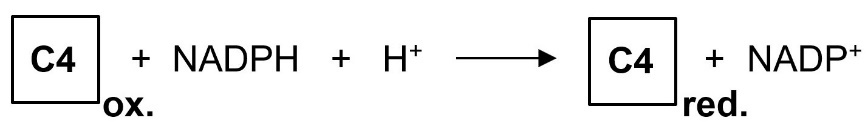 C4 + NADPH + H⁺ ⟶ C4 + NADP⁺
ox. red.